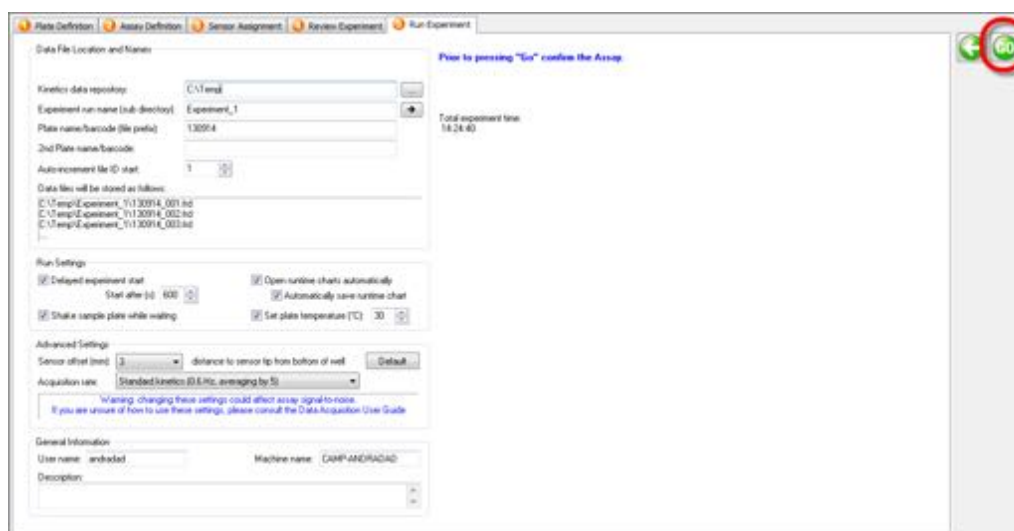 Plate Definition Assay Definition Sensor Assignment Review Experiment Run Experiment
GO
Data File Location and Names
Prior to pressing "Go" confirm the Assay.
Kinetics data repository: C:\Temp\ ...
Experiment run name (sub-directory): Experiment_1
Plate name/barcode (file prefix): 130914
Total experiment time:
14:24:40
2nd Plate name/barcode:
Auto-increment file ID start: 1
Data files will be stored as follows:
C:\Temp\Experiment_1\130914_001.frd
C:\Temp\Experiment_1\130914_002.frd
C:\Temp\Experiment_1\130914_003.frd
...
Run Settings
Delayed experiment start Open runtime charts automatically
Start after (s): 600 Automatically save runtime chart
Shake sample plate while waiting Set plate temperature (°C): 30
Advanced Settings
Sensor offset (mm): 3 distance to sensor tip from bottom of well Default
Acquisition rate: Standard kinetics (0.6 Hz, averaging by 5)
Warning: changing these settings could affect assay signal-to-noise.
If you are unsure of how to use these settings, please consult the Data Acquisition User Guide
General Information
User name: andradad Machine name: CAMP-ANDRADAD
Description: